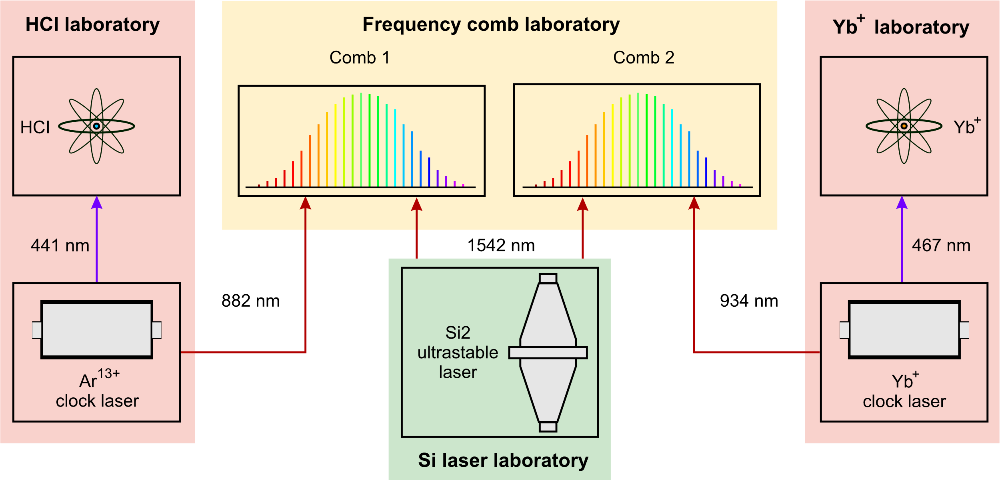 HCI laboratory
Frequency comb laboratory
Yb⁺ laboratory
Comb 1
Comb 2
HCI
Yb⁺
441 nm
1542 nm
467 nm
882 nm
934 nm
Si2
ultrastable
laser
Ar¹³⁺
clock laser
Yb⁺
clock laser
Si laser laboratory